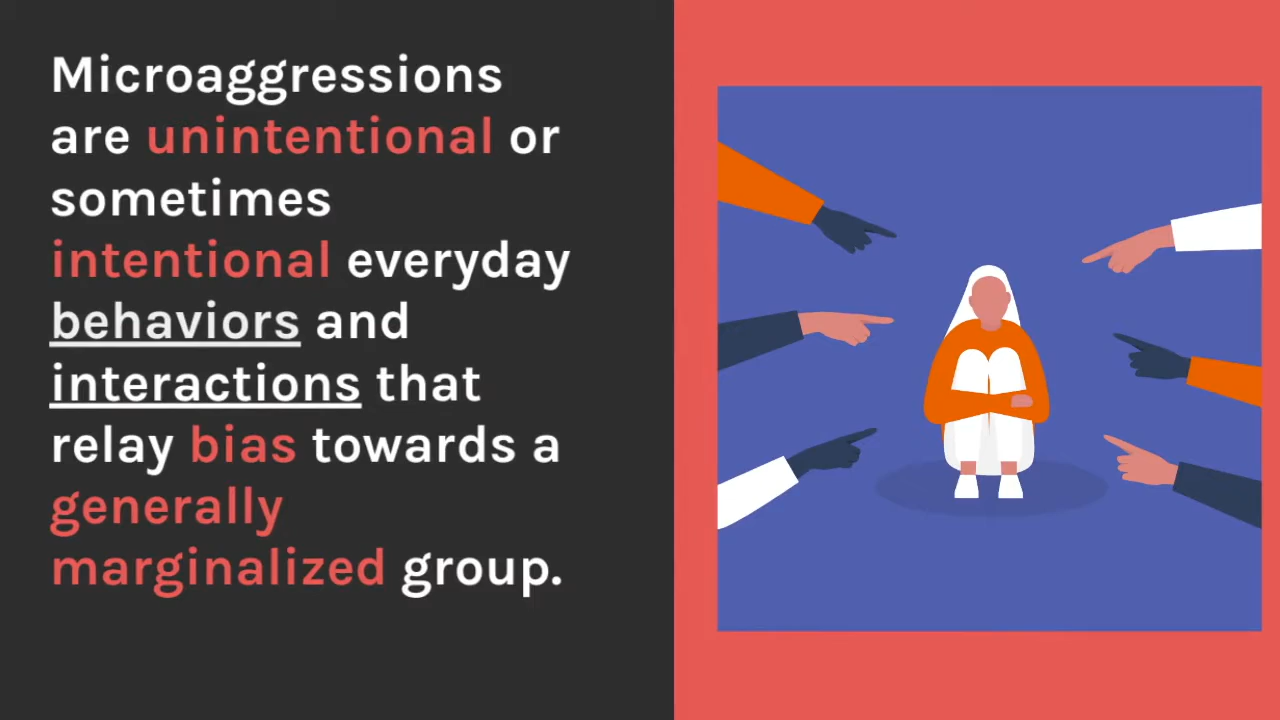 Microaggressions
are unintentional or
sometimes
intentional everyday
behaviors and
interactions that
relay bias towards a
generally
marginalized group.